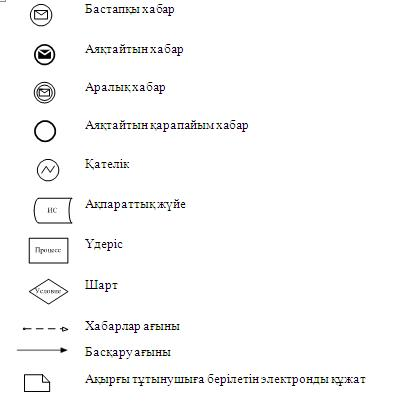 Бастапқы хабар
Аяқтайтын хабар
Аралық хабар
Аяқтайтын қарапайым хабар
Қателік
ИС Ақпараттық жүйе
Процесс Үдеріс
Условие Шарт
Хабарлар ағыны
Басқару ағыны
Ақырғы тұтынушыға берілетін электронды құжат